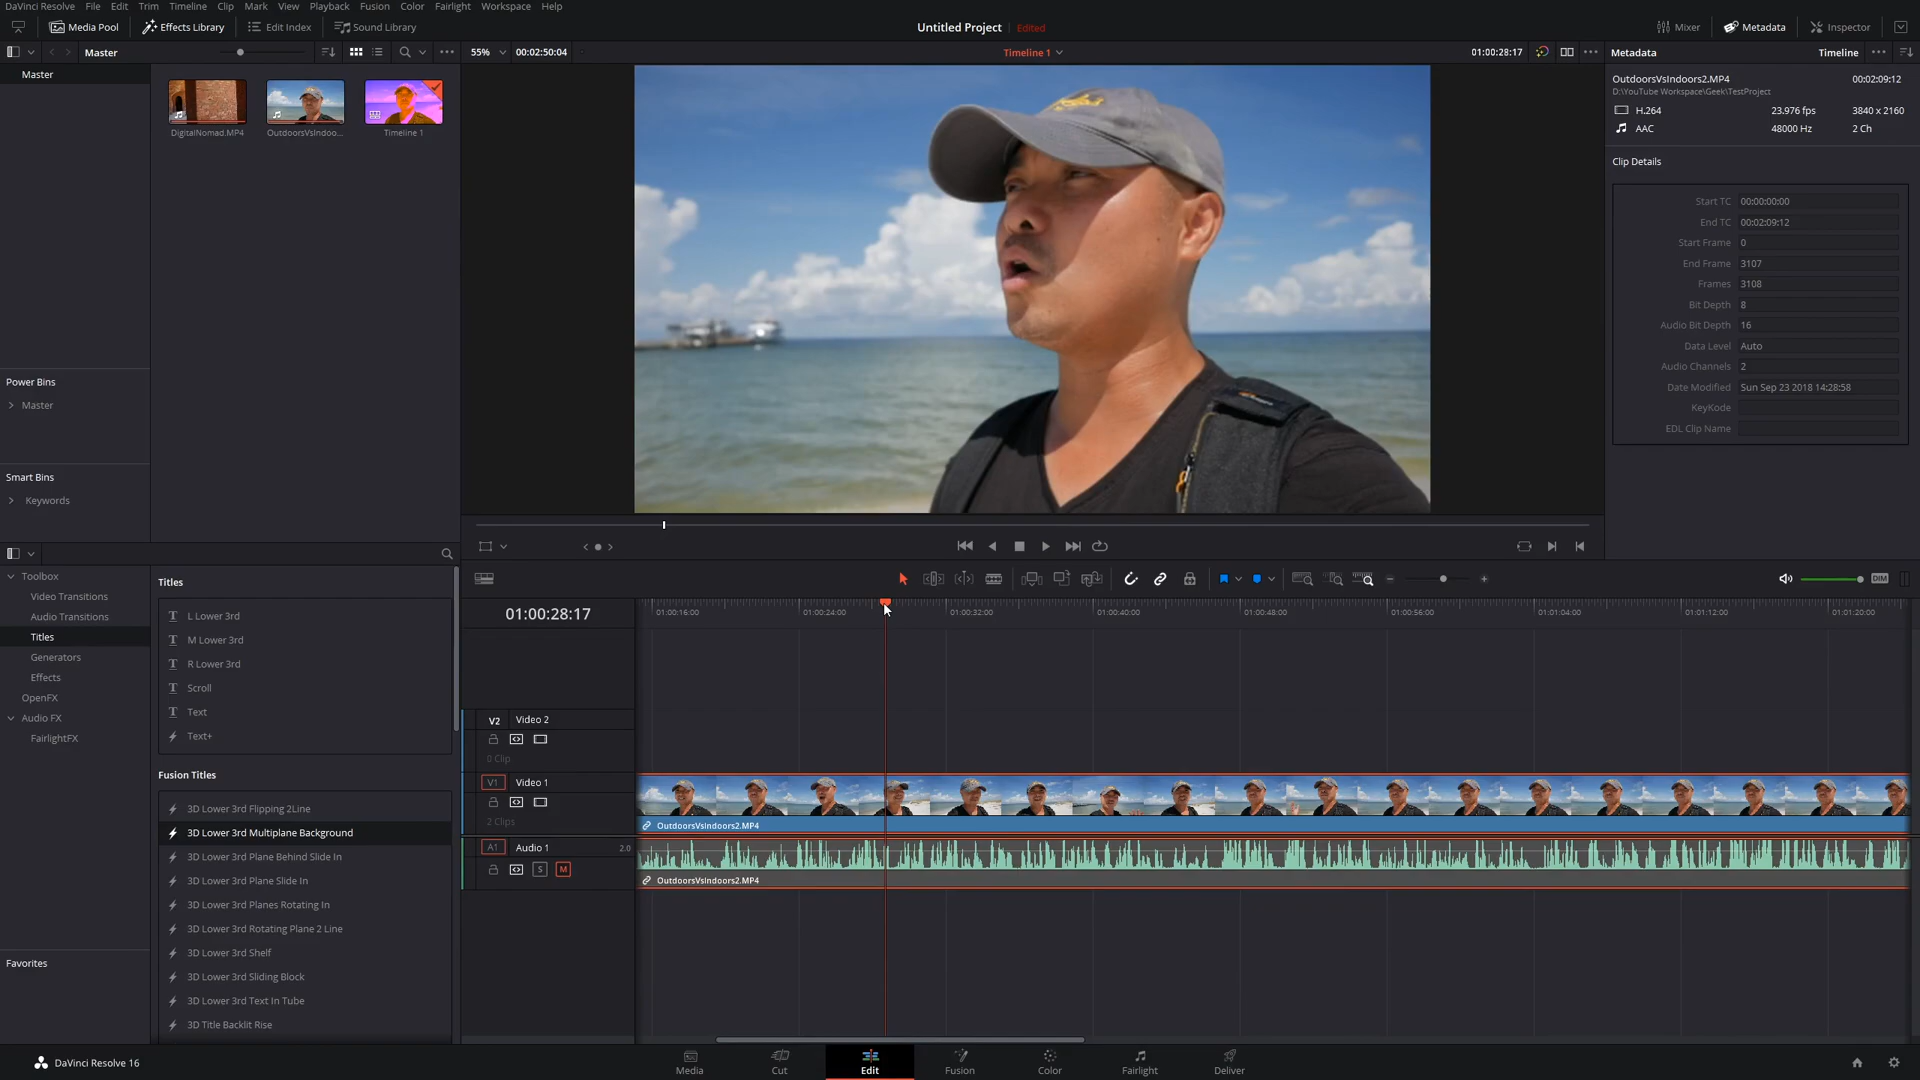 DaVinci Resolve File Edit Trim Timeline Clip Mark View Playback Fusion Color Fairlight Workspace Help
Media Pool Effects Library Edit Index Sound Library Untitled Project Edited Mixer Metadata Inspector
Master 55% 00:02:50:04 Timeline 1 01:00:28:17 Metadata Timeline
Master
DigitalNomad.MP4 OutdoorsVsIndoo... Timeline 1
OutdoorsVsIndoors2.MP4 00:02:09:12
D:\YouTube Workspace\Geek\TestProject
H.264 23.976 fps 3840 x 2160
AAC 48000 Hz 2 Ch
Clip Details
Start TC 00:00:00:00
End TC 00:02:09:12
Start Frame 0
End Frame 3107
Frames 3108
Bit Depth 8
Audio Bit Depth 16
Data Level Auto
Audio Channels 2
Date Modified Sun Sep 23 2018 14:28:58
KeyKode
EDL Clip Name
Power Bins
Master
Smart Bins
Keywords
Toolbox
Video Transitions
Audio Transitions
Titles
Generators
Effects
OpenFX
Audio FX
FairlightFX
Favorites
Titles
L Lower 3rd
M Lower 3rd
R Lower 3rd
Scroll
Text
Text+
Fusion Titles
3D Lower 3rd Flipping 2Line
3D Lower 3rd Multiplane Background
3D Lower 3rd Plane Behind Slide In
3D Lower 3rd Plane Slide In
3D Lower 3rd Planes Rotating In
3D Lower 3rd Rotating Plane 2 Line
3D Lower 3rd Shelf
3D Lower 3rd Sliding Block
3D Lower 3rd Text In Tube
3D Title Backlit Rise
DIM
01:00:28:17 01:00:16:00 01:00:24:00 01:00:32:00 01:00:40:00 01:00:48:00 01:00:56:00 01:01:04:00 01:01:12:00 01:01:20:00
V2 Video 2
0 Clip
V1 Video 1
2 Clips
OutdoorsVsIndoors2.MP4
A1 Audio 1 2.0
S M
OutdoorsVsIndoors2.MP4
DaVinci Resolve 16 Media Cut Edit Fusion Color Fairlight Deliver